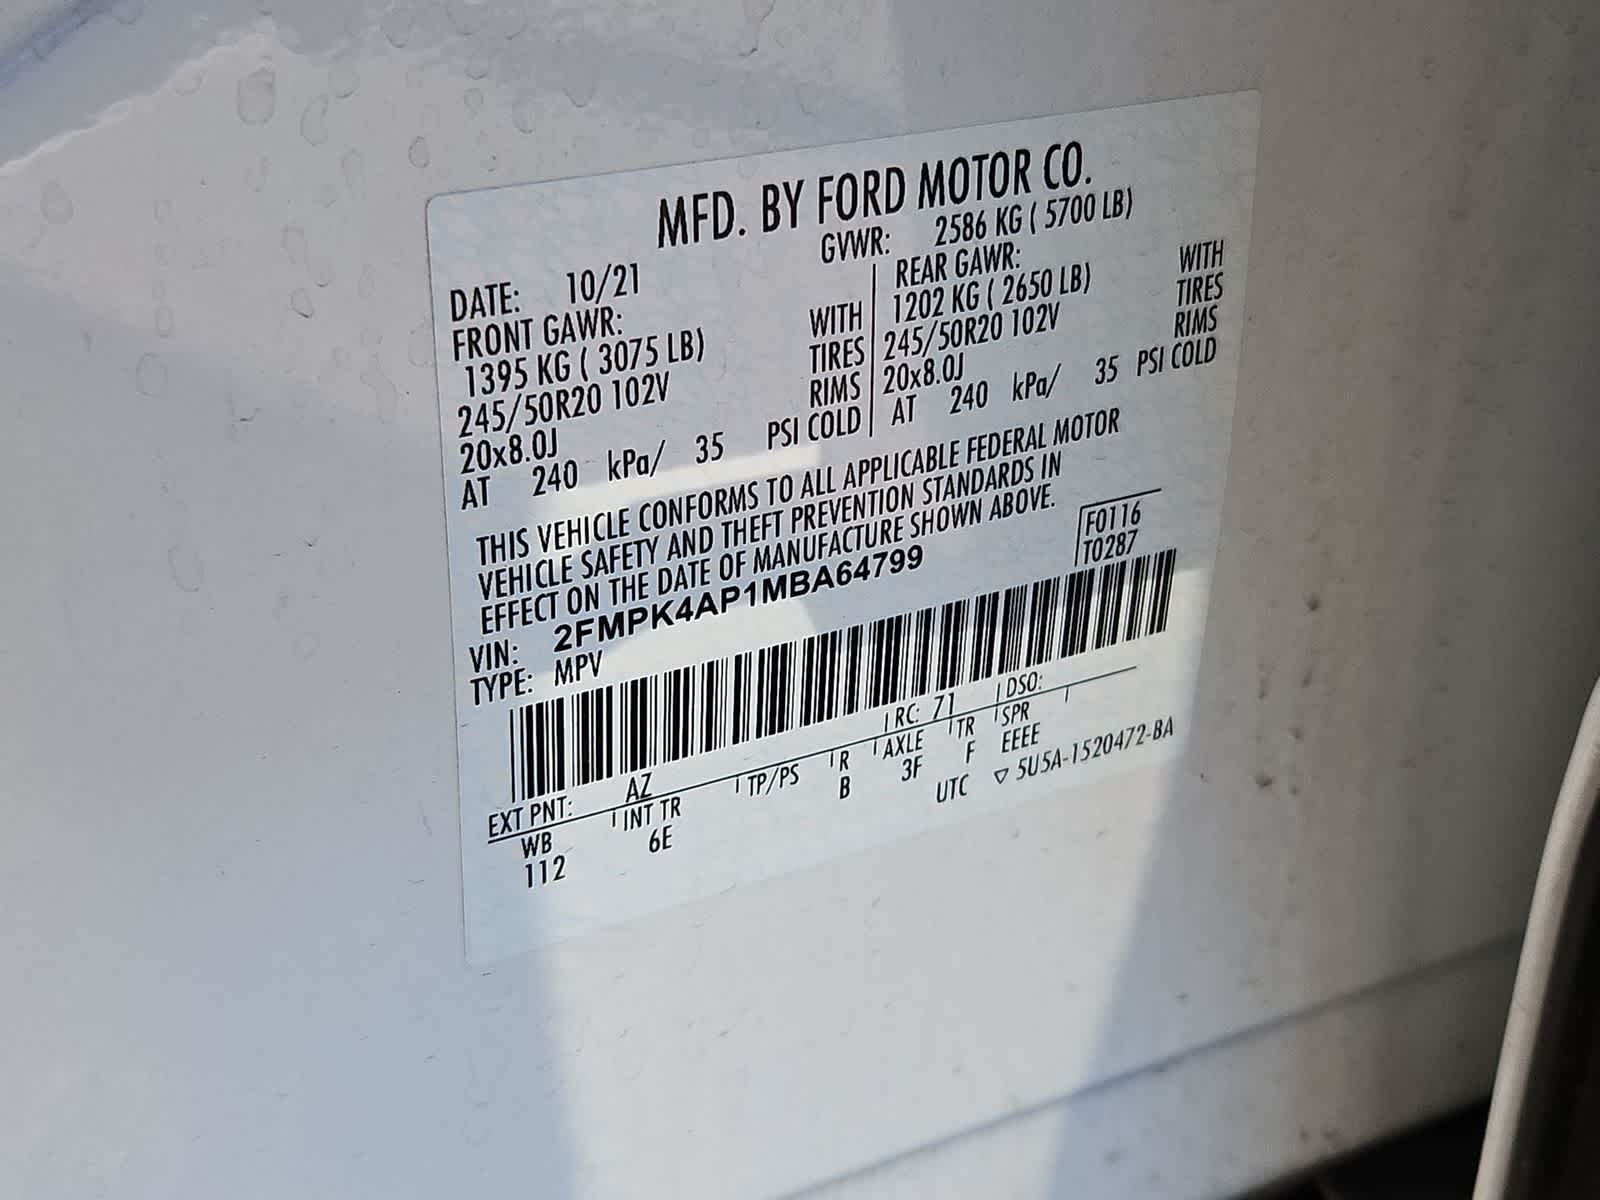 MFD. BY FORD MOTOR CO.
DATE: 10/21 GVWR: 2586 KG ( 5700 LB)
FRONT GAWR: REAR GAWR:
1395 KG ( 3075 LB) WITH 1202 KG ( 2650 LB) WITH
245/50R20 102V TIRES 245/50R20 102V TIRES
20x8.0J RIMS 20x8.0J RIMS
AT 240 kPa/ 35 PSI COLD AT 240 kPa/ 35 PSI COLD
THIS VEHICLE CONFORMS TO ALL APPLICABLE FEDERAL MOTOR
VEHICLE SAFETY AND THEFT PREVENTION STANDARDS IN
EFFECT ON THE DATE OF MANUFACTURE SHOWN ABOVE.
F0116
VIN: 2FMPK4AP1MBA64799 T0287
TYPE: MPV
EXT PNT: AZ RC: 71 DSO:
WB INT TR TP/PS R AXLE TR SPR
112 6E B 3F F EEEE
UTC ▽ 5U5A-1520472-BA